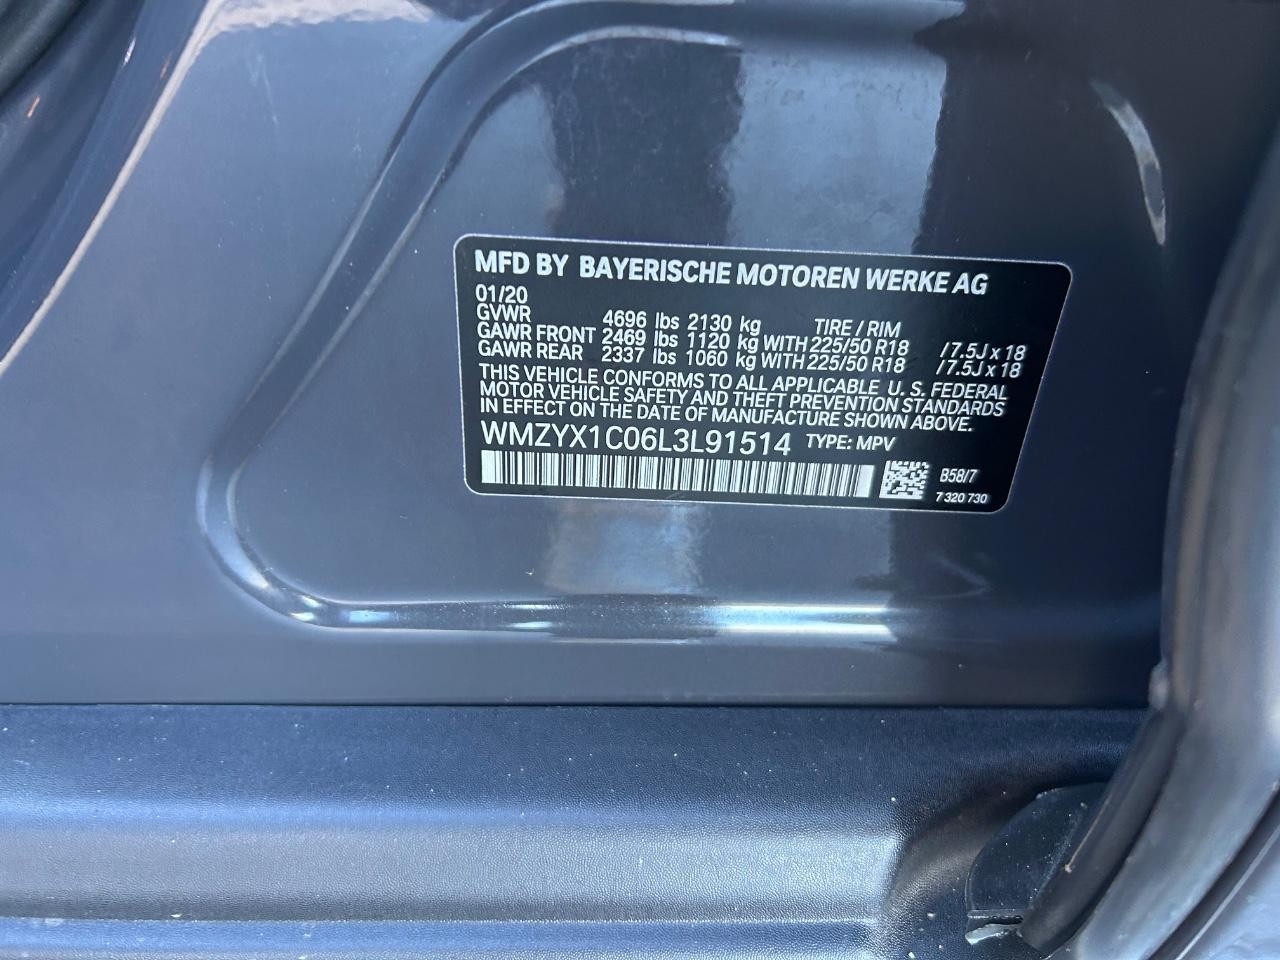 MFD BY BAYERISCHE MOTOREN WERKE AG
01/20
GVWR 4696 lbs 2130 kg TIRE / RIM
GAWR FRONT 2469 lbs 1120 kg WITH 225/50 R18 /7.5J x 18
GAWR REAR 2337 lbs 1060 kg WITH 225/50 R18 /7.5J x 18
THIS VEHICLE CONFORMS TO ALL APPLICABLE U. S. FEDERAL
MOTOR VEHICLE SAFETY AND THEFT PREVENTION STANDARDS
IN EFFECT ON THE DATE OF MANUFACTURE SHOWN ABOVE.
WMZYX1C06L3L91514 TYPE: MPV
B58/7
7 320 730